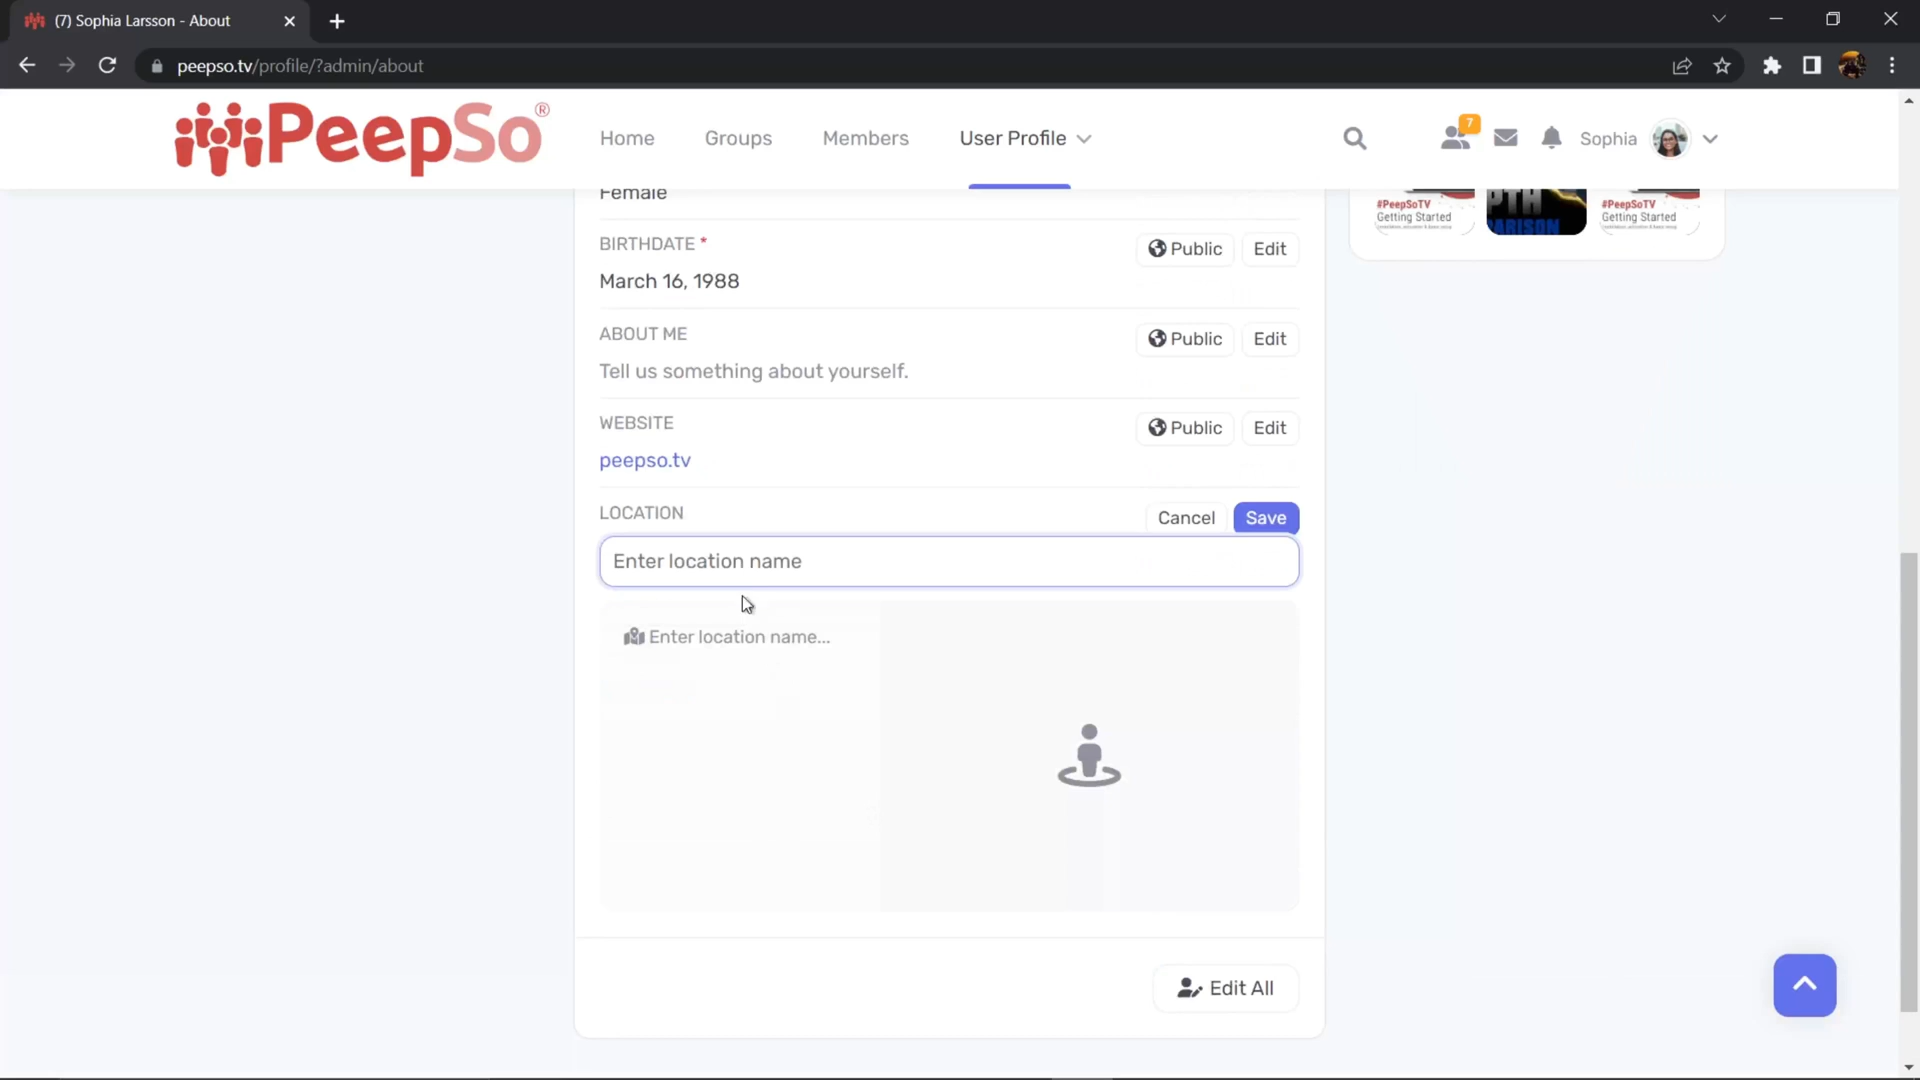 (7) Sophia Larsson - About
peepso.tv/profile/?admin/about
PeepSo®
Home
Groups
Members
User Profile
7
Sophia
Female
#PeepSoTV
Getting Started
PTH
ARISON
#PeepSoTV
Getting Started
BIRTHDATE *
Public
Edit
March 16, 1988
ABOUT ME
Public
Edit
Tell us something about yourself.
WEBSITE
Public
Edit
peepso.tv
LOCATION
Cancel
Save
Enter location name
Enter location name...
Edit All